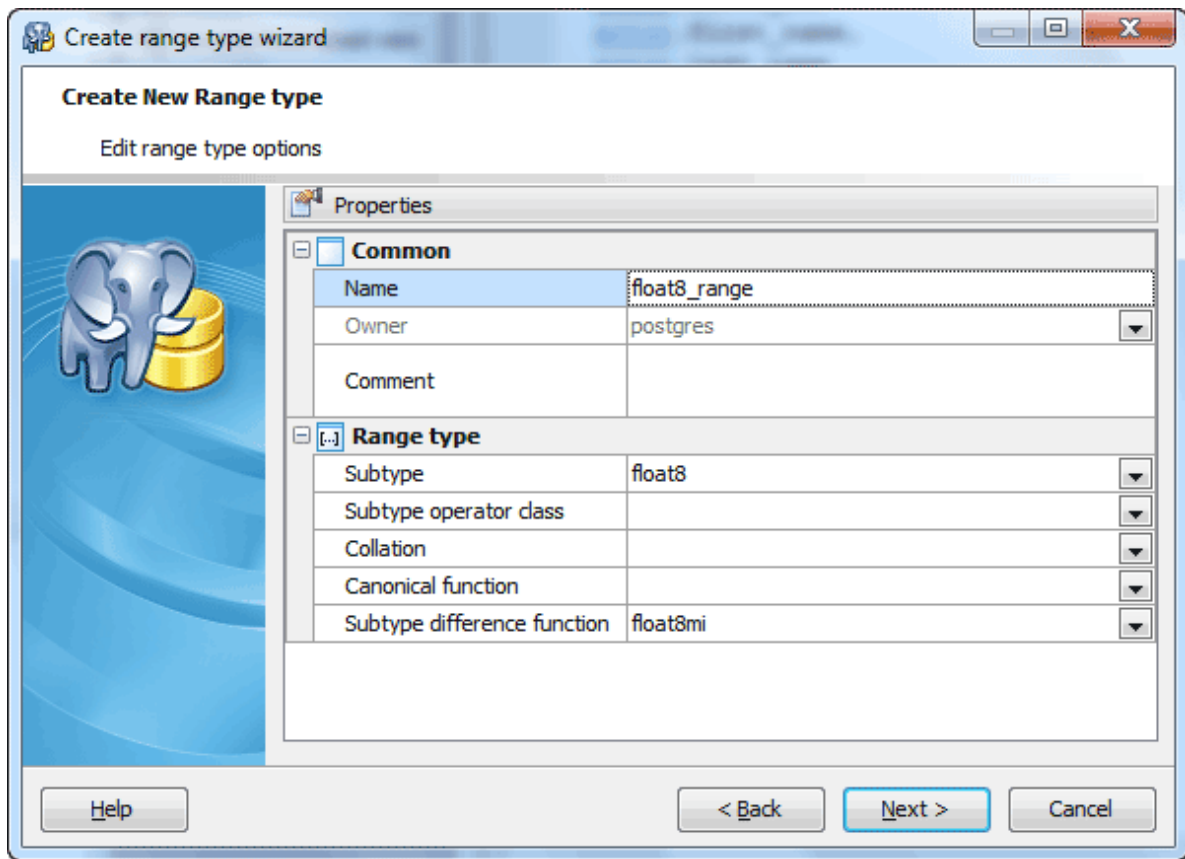 Create range type wizard
Create New Range type
Edit range type options
Properties
Common
Name float8_range
Owner postgres
Comment
[...] Range type
Subtype float8
Subtype operator class
Collation
Canonical function
Subtype difference function float8mi
Help < Back Next > Cancel